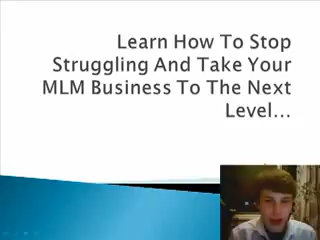 Learn How To Stop
Struggling And Take Your
MLM Business To The Next
Level...